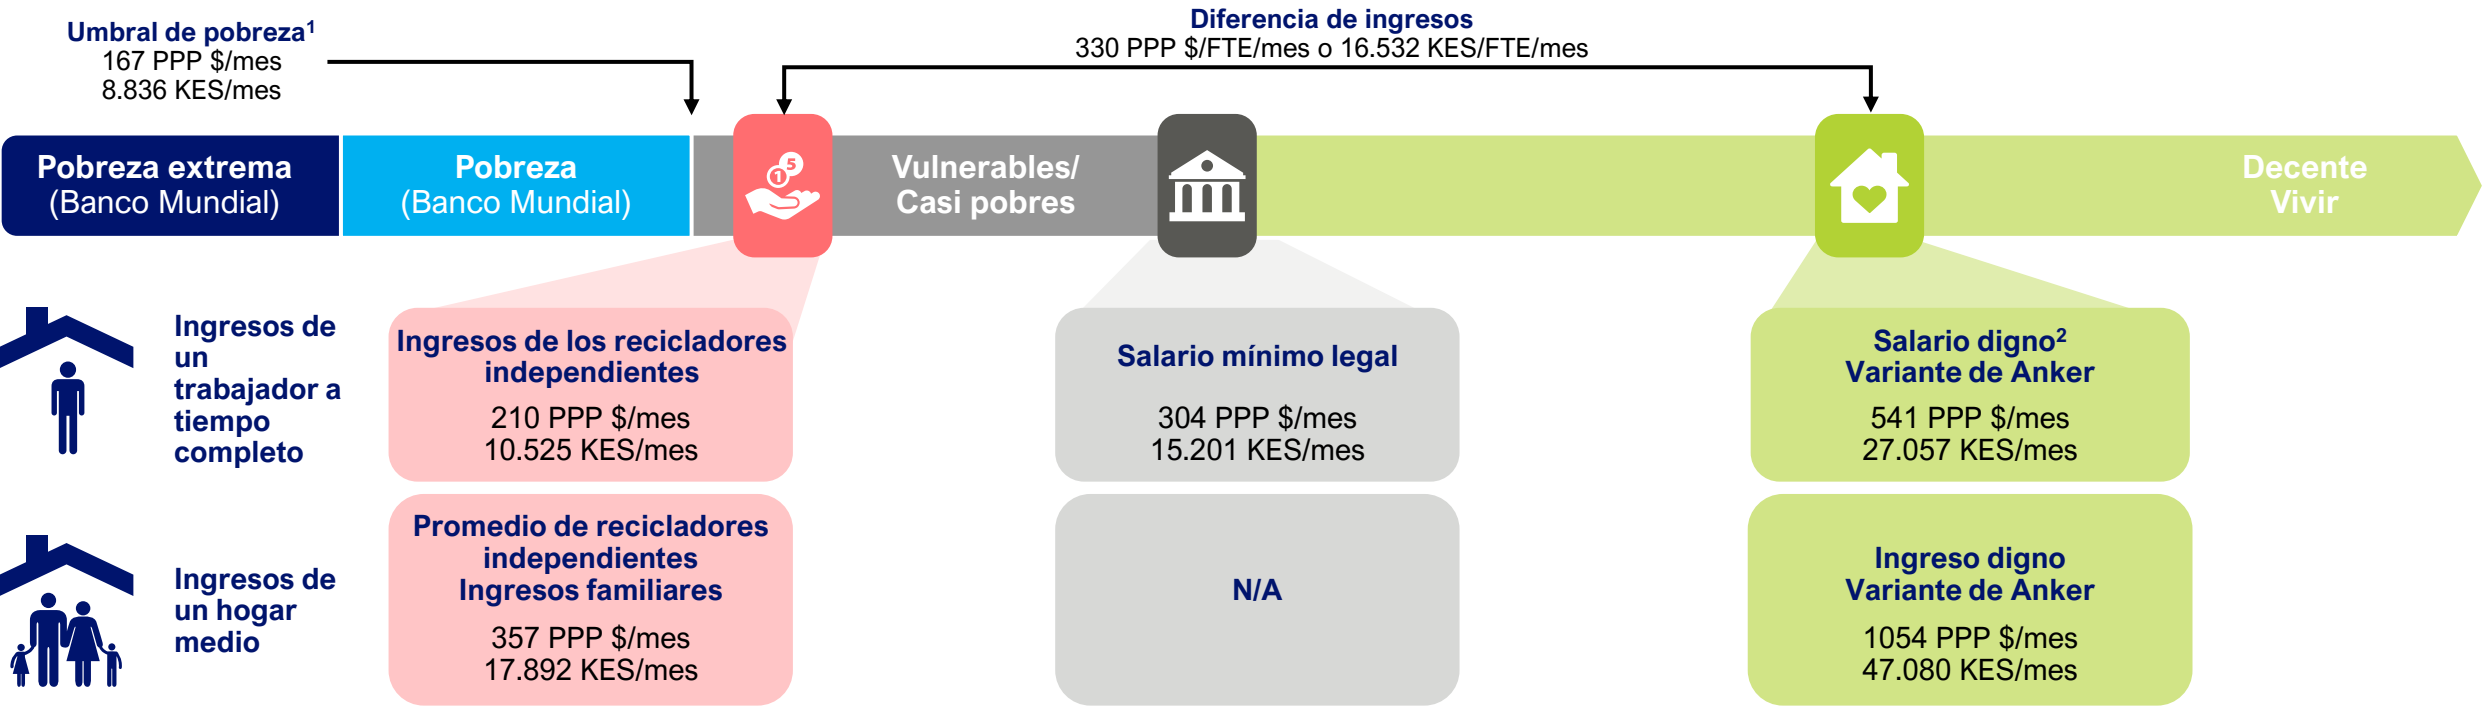 Umbral de pobreza1
167 PPP $/mes
8.836 KES/mes
Diferencia de ingresos
330 PPP $/FTE/mes o 16.532 KES/FTE/mes
Pobreza extrema
(Banco Mundial)
Pobreza
(Banco Mundial)
1 5
Vulnerables/
Casi pobres
Decente
Vivir
Ingresos de
un
trabajador a
tiempo
completo
Ingresos de los recicladores
independientes
210 PPP $/mes
10.525 KES/mes
Salario mínimo legal
304 PPP $/mes
15.201 KES/mes
Salario digno2
Variante de Anker
541 PPP $/mes
27.057 KES/mes
Ingresos de
un hogar
medio
Promedio de recicladores
independientes
Ingresos familiares
357 PPP $/mes
17.892 KES/mes
N/A
Ingreso digno
Variante de Anker
1054 PPP $/mes
47.080 KES/mes